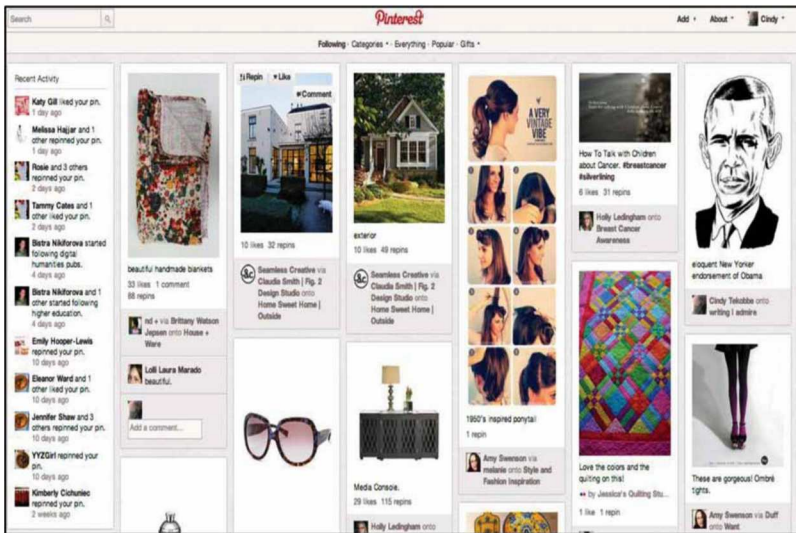 Search
Pinterest
Add +
About
Cindy
Following · Categories · Everything · Popular · Gifts
Recent Activity
Katy Gill liked your pin.
1 day ago
Melissa Hajjar and 1
other repinned your pin.
1 day ago
Rosie and 3 others
repinned your pin.
2 days ago
Tammy Cates and 1
other liked your pin.
2 days ago
Bistra Nikiforova started
following digital
humanities pubs.
4 days ago
Bistra Nikiforova and 1
other started following
higher education.
4 days ago
Emily Hooper-Lewis
repinned your pin.
10 days ago
Eleanor Ward and 1
other liked your pin.
10 days ago
Jennifer Shaw and 3
others repinned your pin.
10 days ago
YYZGirl repinned your
pin.
10 days ago
Kimberly Cichuniec
repinned your pin.
2 weeks ago
beautiful handmade blankets
33 likes 1 comment
88 repins
nd + via Brittany Watson
Jepsen onto House +
Ware
Lolli Laura Marado
beautiful.
Add a comment...
Repin
Like
Comment
10 likes 32 repins
Seamless Creative via
Claudia Smith | Fig. 2
Design Studio onto
Home Sweet Home |
Outside
exterior
10 likes 49 repins
Seamless Creative via
Claudia Smith | Fig. 2
Design Studio onto
Home Sweet Home |
Outside
Media Console.
29 likes 115 repins
Holly Ledingham onto
A VERY
VINTAGE
VIBE
1950's inspired ponytail
1 repin
Amy Swenson via
melanie onto Style and
Fashion Inspiration
How To Talk with Children
about Cancer. #breastcancer
#silverlining
6 likes 31 repins
Holly Ledingham onto
Breast Cancer
Awareness
Love the colors and the
quilting on this!
by Jessica's Quilting Stu...
1 like 1 repin
eloquent New Yorker
endorsement of Obama
Cindy Tekobbe onto
writing I admire
These are gorgeous! Ombré
tights.
Amy Swenson via Duff
onto Want